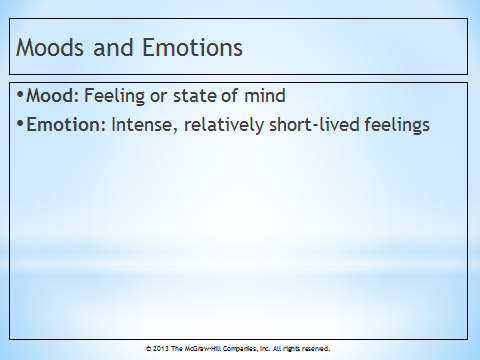 Moods and Emotions
•Mood: Feeling or state of mind
•Emotion: Intense, relatively short-lived feelings
© 2013 The McGraw-Hill Companies, Inc. All rights reserved.